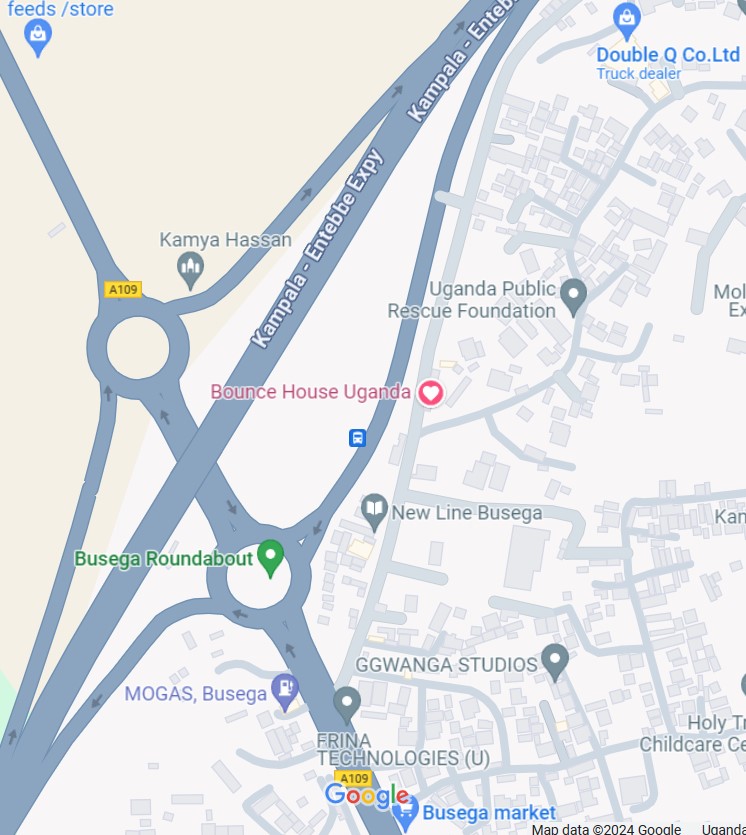 feeds /store
Double Q Co.Ltd
Truck dealer
Kampala - Entebbe
Kampala - Entebbe Expy
Kamya Hassan
A109
Uganda Public
Rescue Foundation
Bounce House Uganda
New Line Busega
Busega Roundabout
GGWANGA STUDIOS
MOGAS, Busega
FRINA
TECHNOLOGIES (U)
Holy
Childcare
A109
Google
Busega market
Map data ©2024 Google